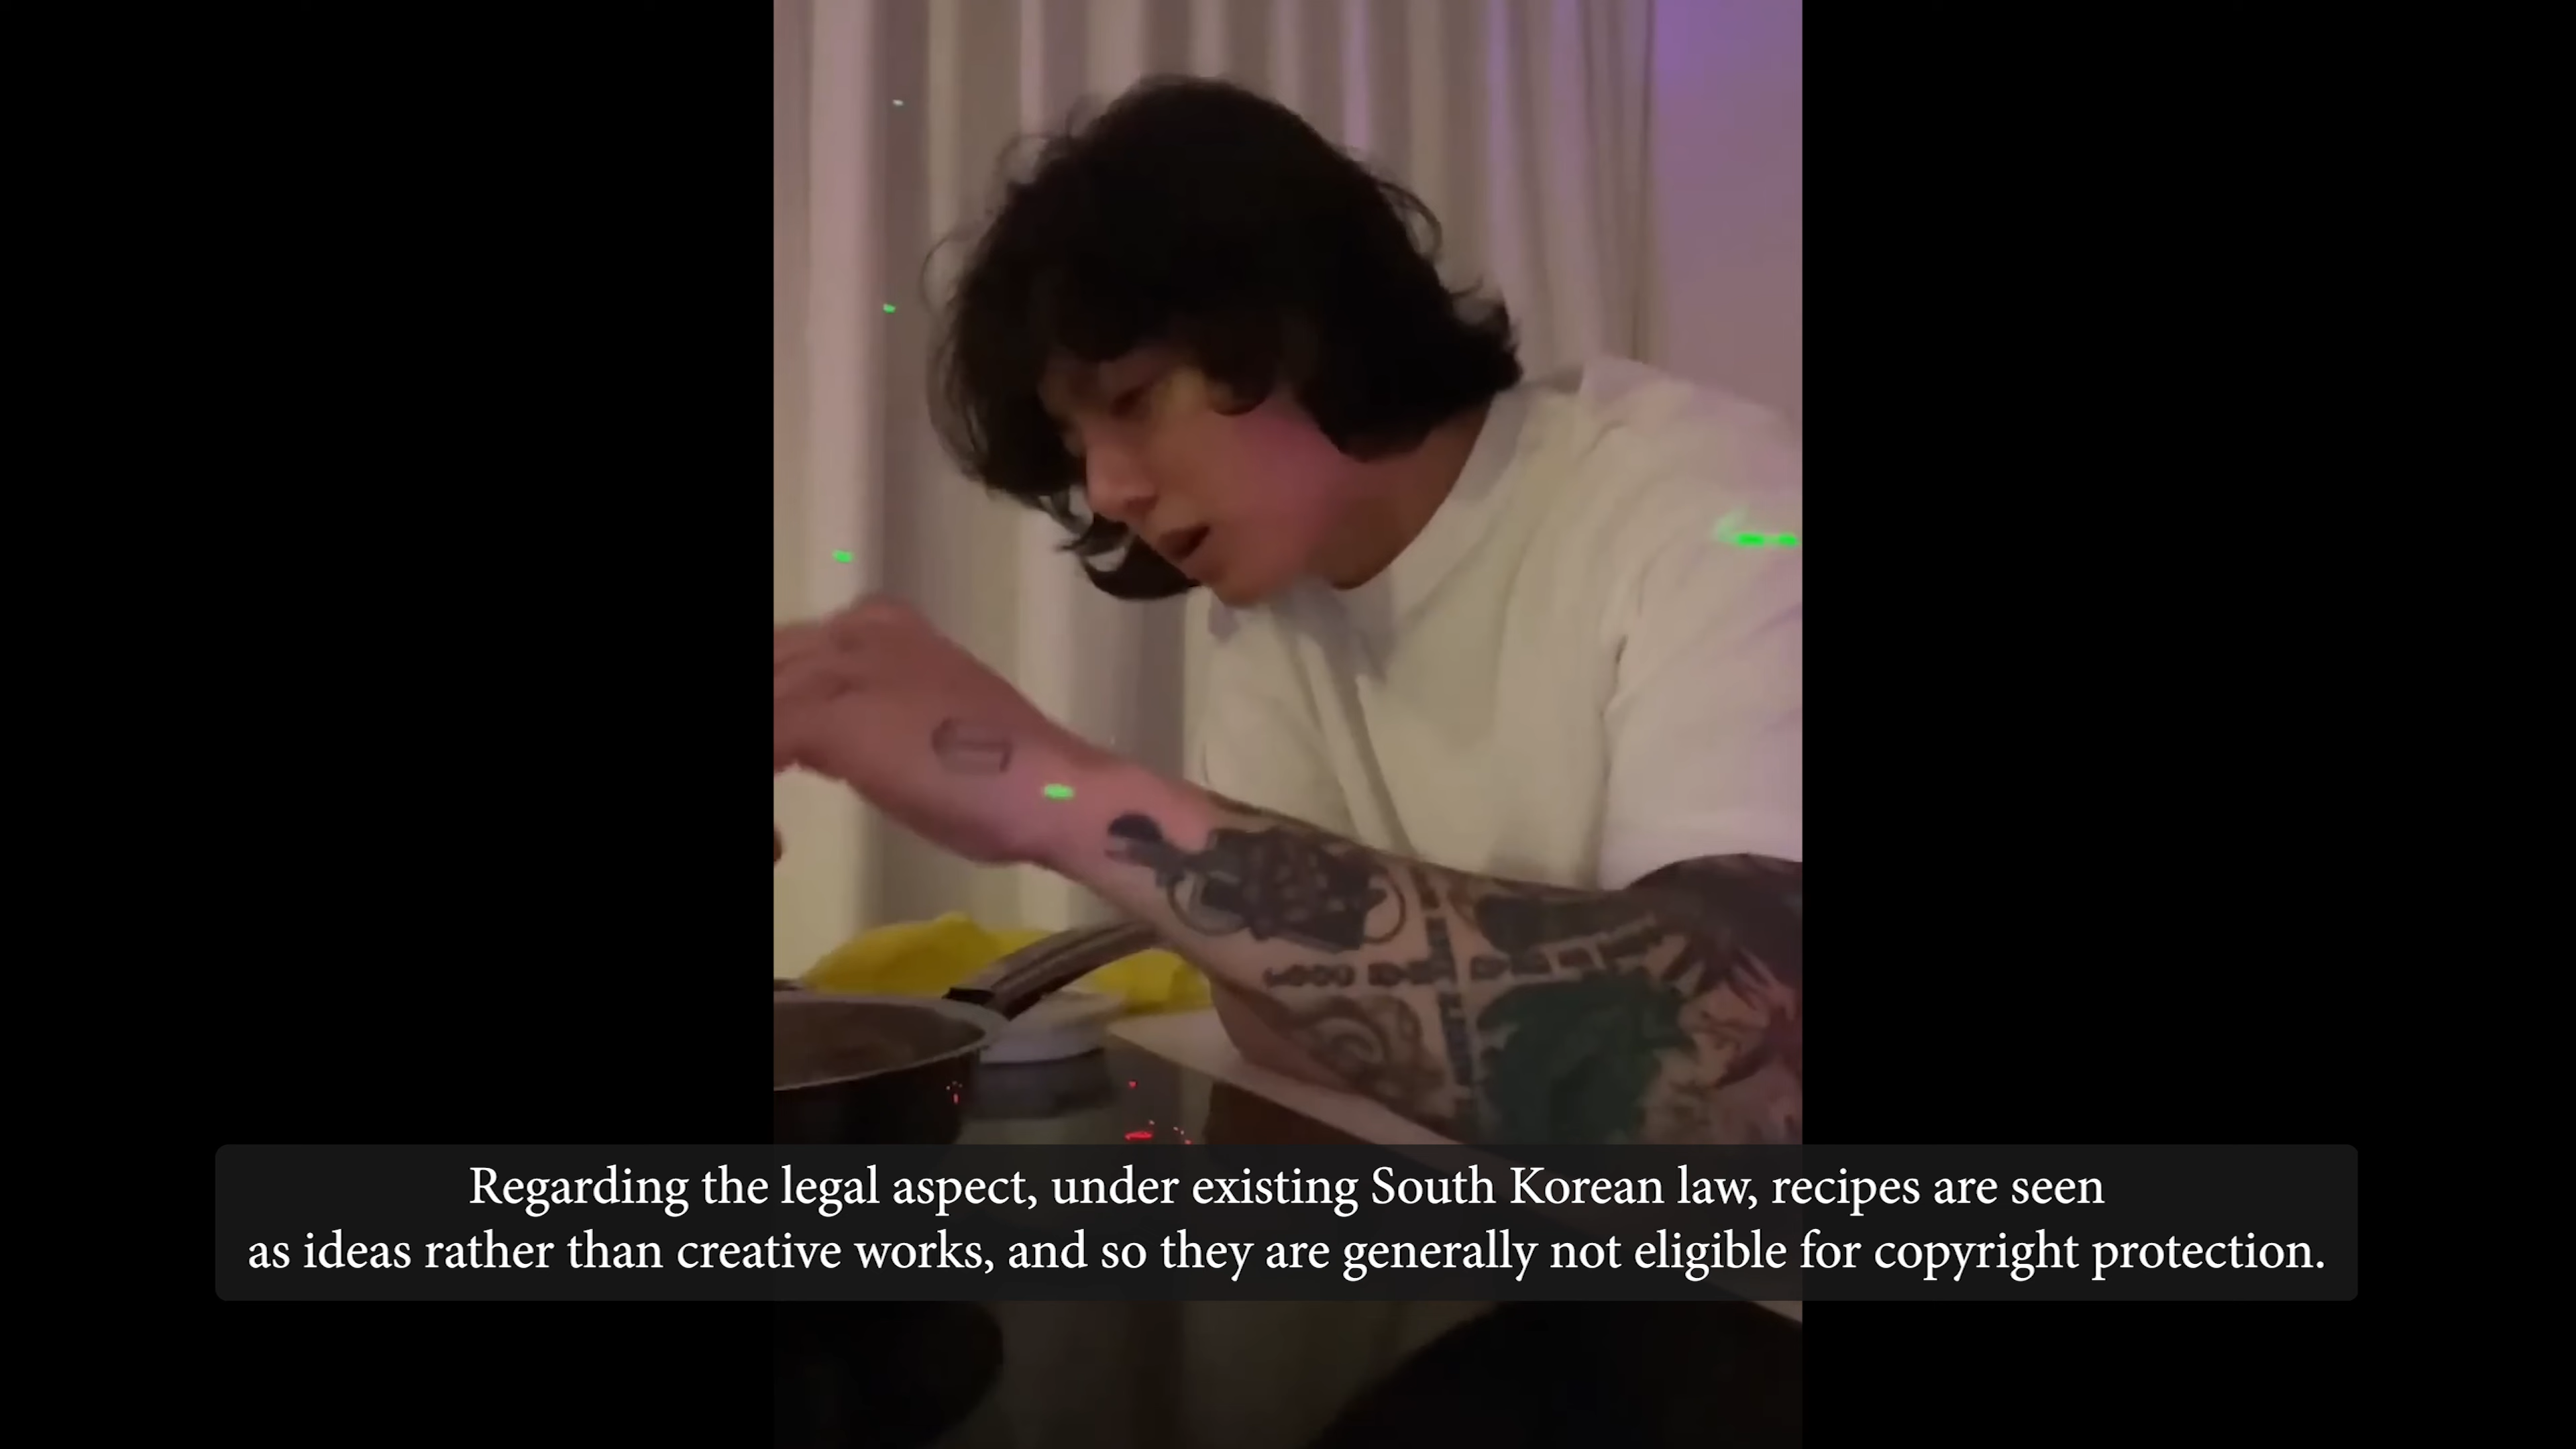 Regarding the legal aspect, under existing South Korean law, recipes are seen
as ideas rather than creative works, and so they are generally not eligible for copyright protection.